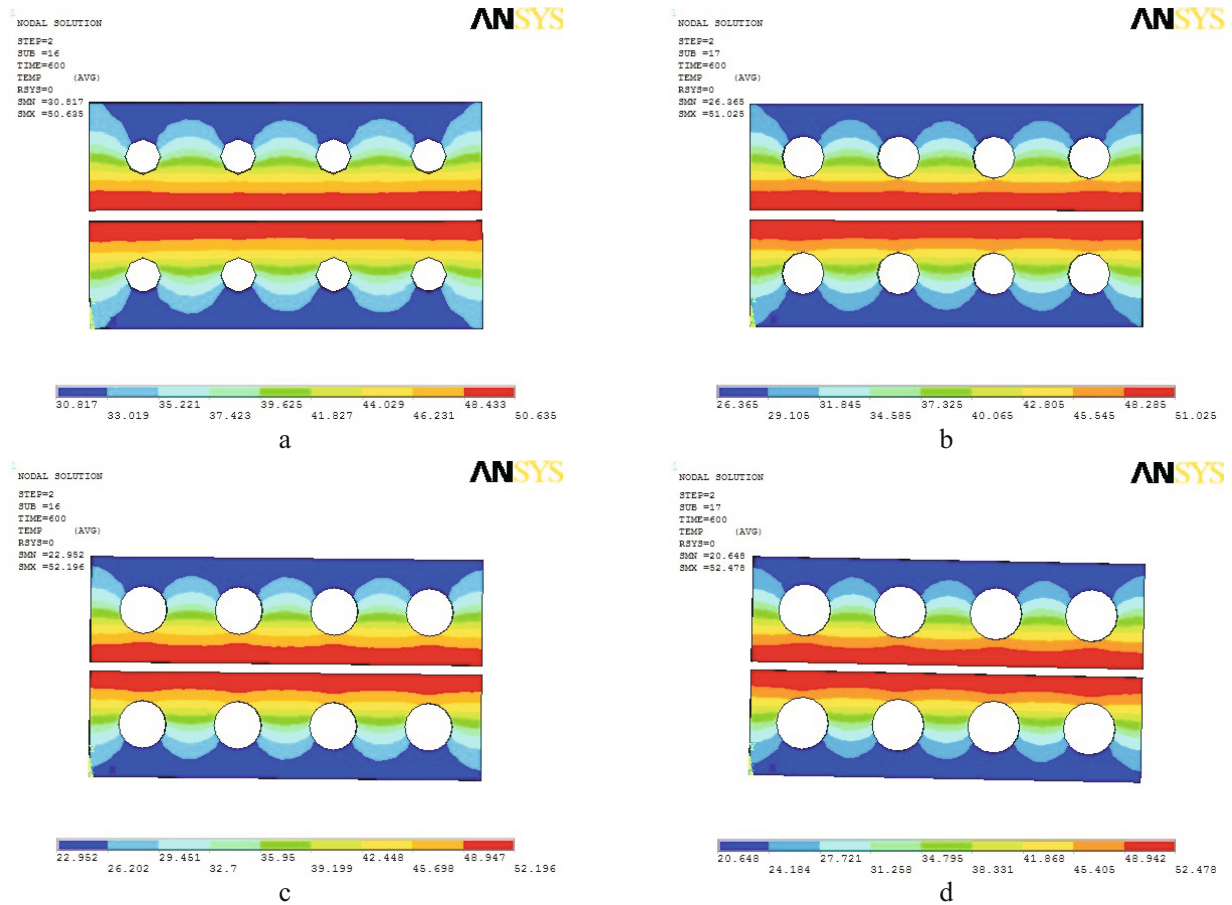 1
NODAL SOLUTION
STEP=2
SUB =16
TIME=600
TEMP (AVG)
RSYS=0
SMN =30.817
SMX =50.635
ANSYS
30.817 35.221 39.625 44.029 48.433
33.019 37.423 41.827 46.231 50.635
a
1
NODAL SOLUTION
STEP=2
SUB =17
TIME=600
TEMP (AVG)
RSYS=0
SMN =26.365
SMX =51.025
ANSYS
26.365 31.845 37.325 42.805 48.285
29.105 34.585 40.065 45.545 51.025
b
1
NODAL SOLUTION
STEP=2
SUB =16
TIME=600
TEMP (AVG)
RSYS=0
SMN =22.952
SMX =52.196
ANSYS
22.952 29.451 35.95 42.448 48.947
26.202 32.7 39.199 45.698 52.196
c
1
NODAL SOLUTION
STEP=2
SUB =17
TIME=600
TEMP (AVG)
RSYS=0
SMN =20.648
SMX =52.478
ANSYS
20.648 27.721 34.795 41.868 48.942
24.184 31.258 38.331 45.405 52.478
d